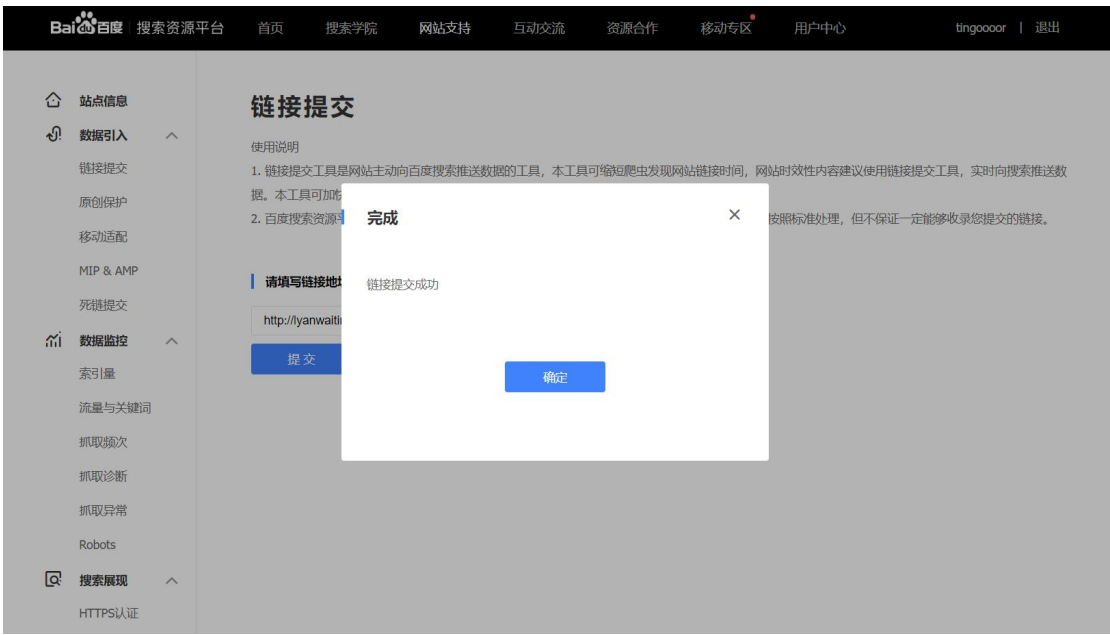 Bai百度 搜索资源平台 首页 搜索学院 网站支持 互动交流 资源合作 移动专区 用户中心 tingoooor | 退出
站点信息
数据引入
链接提交
原创保护
移动适配
MIP & AMP
死链提交
数据监控
索引量
流量与关键词
抓取频次
抓取诊断
抓取异常
Robots
搜索展现
HTTPS认证
链接提交
使用说明
1. 链接提交工具是网站主动向百度搜索推送数据的工具，本工具可缩短爬虫发现网站链接时间，网站时效性内容建议使用链接提交工具，实时向搜索推送数
据。本工具可加
2. 百度搜索资源 按照标准处理，但不保证一定能够收录您提交的链接。
请填写链接地
http://lyanwaiti
提交
完成
链接提交成功
确定